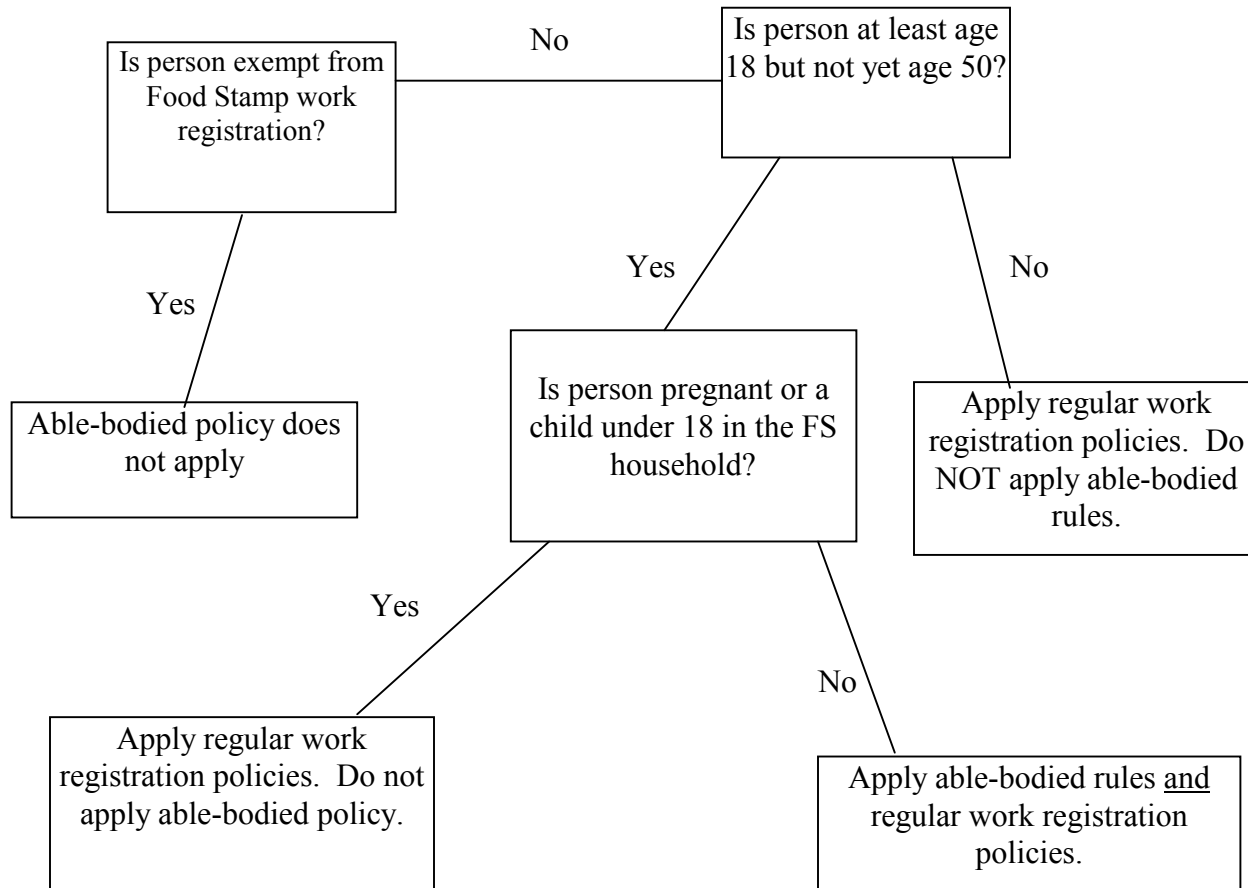 Is person exempt from
Food Stamp work
registration?
No
Is person at least age
18 but not yet age 50?
Yes
Yes
No
Able-bodied policy does
not apply
Is person pregnant or a
child under 18 in the FS
household?
Apply regular work
registration policies. Do
NOT apply able-bodied
rules.
Yes
No
Apply regular work
registration policies. Do not
apply able-bodied policy.
Apply able-bodied rules and
regular work registration
policies.